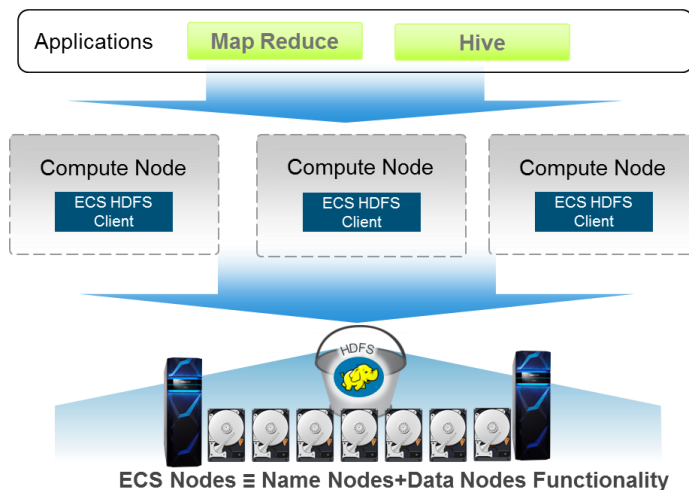 Applications
Map Reduce
Hive
Compute Node
ECS HDFS
Client
Compute Node
ECS HDFS
Client
Compute Node
ECS HDFS
Client
HDFS
ECS Nodes ≡ Name Nodes+Data Nodes Functionality